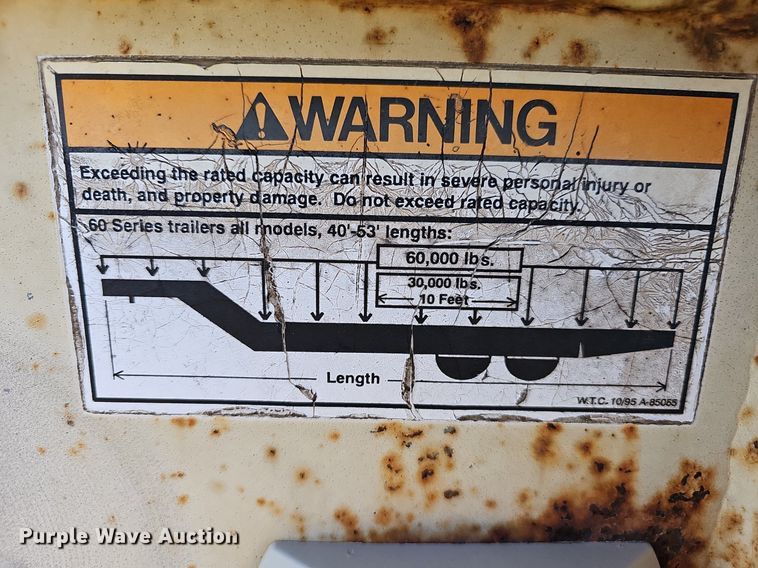 WARNING
Exceeding the rated capacity can result in severe personal injury or
death, and property damage. Do not exceed rated capacity.
60 Series trailers all models, 40'-53' lengths:
60,000 lbs.
30,000 lbs.
10 Feet
Length
W.T.C. 10/95 A-85055
Purple Wave Auction